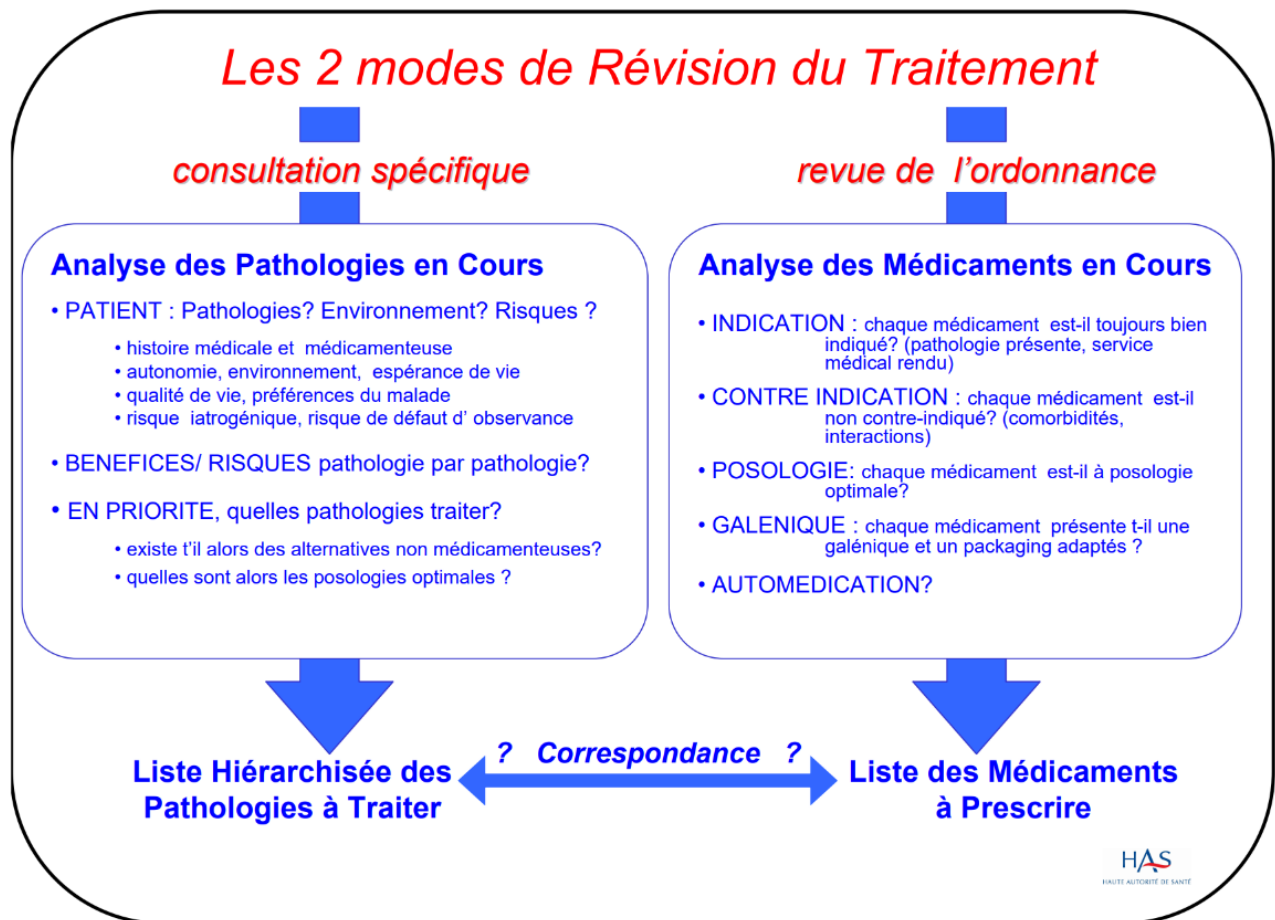 Les 2 modes de Révision du Traitement
consultation spécifique
Analyse des Pathologies en Cours
• PATIENT : Pathologies? Environnement? Risques ?
• histoire médicale et médicamenteuse
• autonomie, environnement, espérance de vie
• qualité de vie, préférences du malade
• risque iatrogénique, risque de défaut d' observance
• BENEFICES/ RISQUES pathologie par pathologie?
• EN PRIORITE, quelles pathologies traiter?
• existe t'il alors des alternatives non médicamenteuses?
• quelles sont alors les posologies optimales ?
revue de l'ordonnance
Analyse des Médicaments en Cours
• INDICATION : chaque médicament est-il toujours bien
indiqué? (pathologie présente, service
médical rendu)
• CONTRE INDICATION : chaque médicament est-il
non contre-indiqué? (comorbidités,
interactions)
• POSOLOGIE: chaque médicament est-il à posologie
optimale?
• GALENIQUE : chaque médicament présente t-il une
galénique et un packaging adaptés ?
• AUTOMEDICATION?
Liste Hiérarchisée des
Pathologies à Traiter
? Correspondance ?
Liste des Médicaments
à Prescrire
HAS
HAUTE AUTORITÉ DE SANTÉ